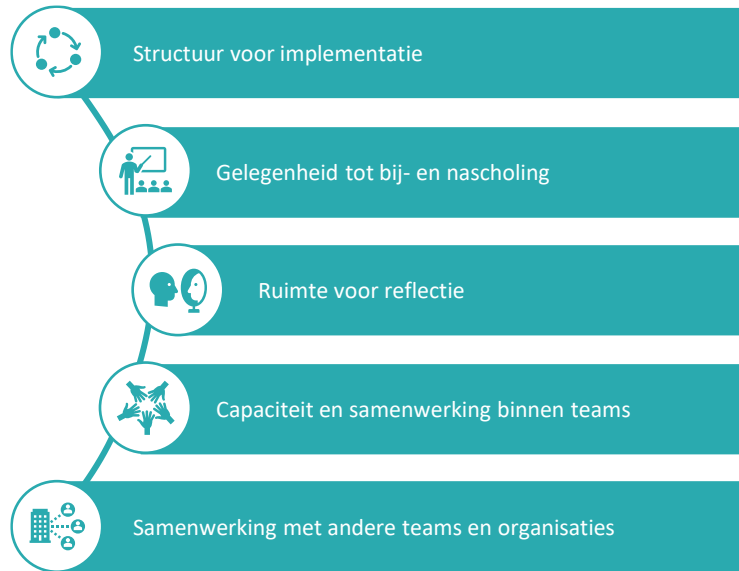 Structuur voor implementatie
Gelegenheid tot bij- en nascholing
Ruimte voor reflectie
Capaciteit en samenwerking binnen teams
Samenwerking met andere teams en organisaties